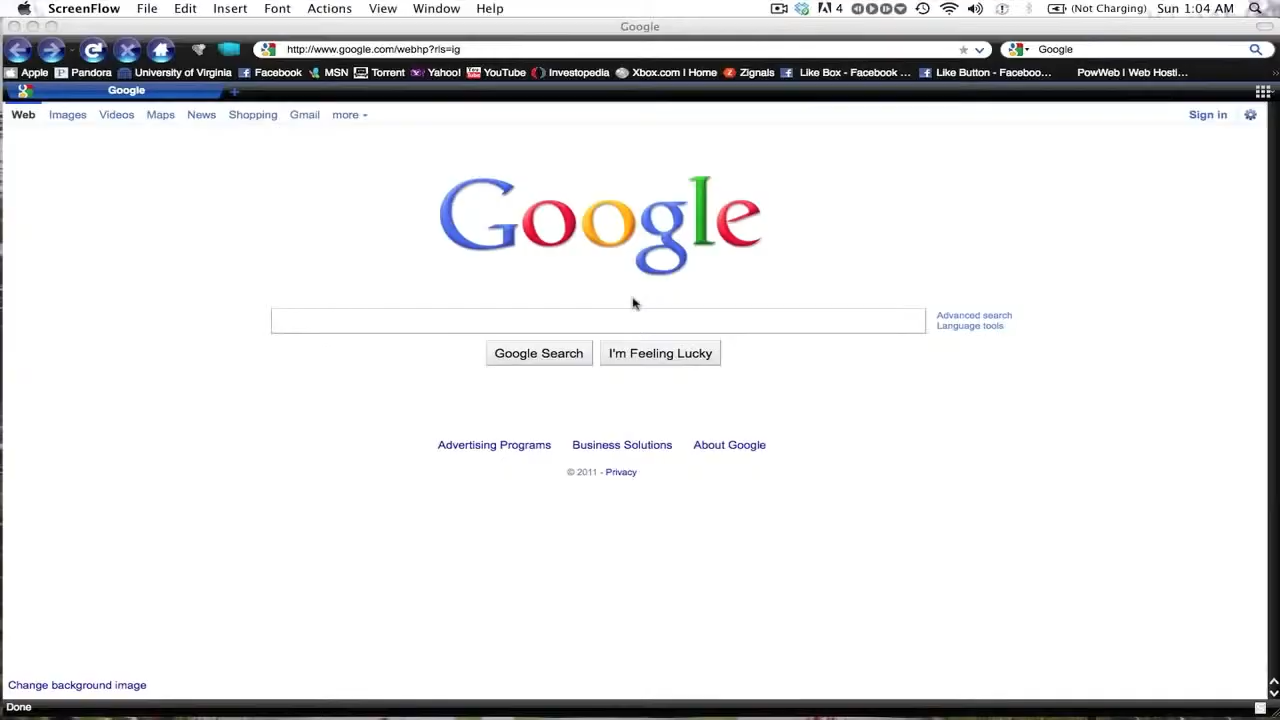 ScreenFlow File Edit Insert Font Actions View Window Help 4 (Not Charging) Sun 1:04 AM
Google
http://www.google.com/webhp?rls=ig Google
Apple Pandora University of Virginia Facebook MSN Torrent Yahoo! YouTube Investopedia Xbox.com | Home Zignals Like Box - Facebook ... Like Button - Faceboo... PowWeb | Web Hosti...
Google
Web Images Videos Maps News Shopping Gmail more Sign in
Google
Advanced search
Language tools
Google Search I'm Feeling Lucky
Advertising Programs Business Solutions About Google
© 2011 - Privacy
Change background image
Done